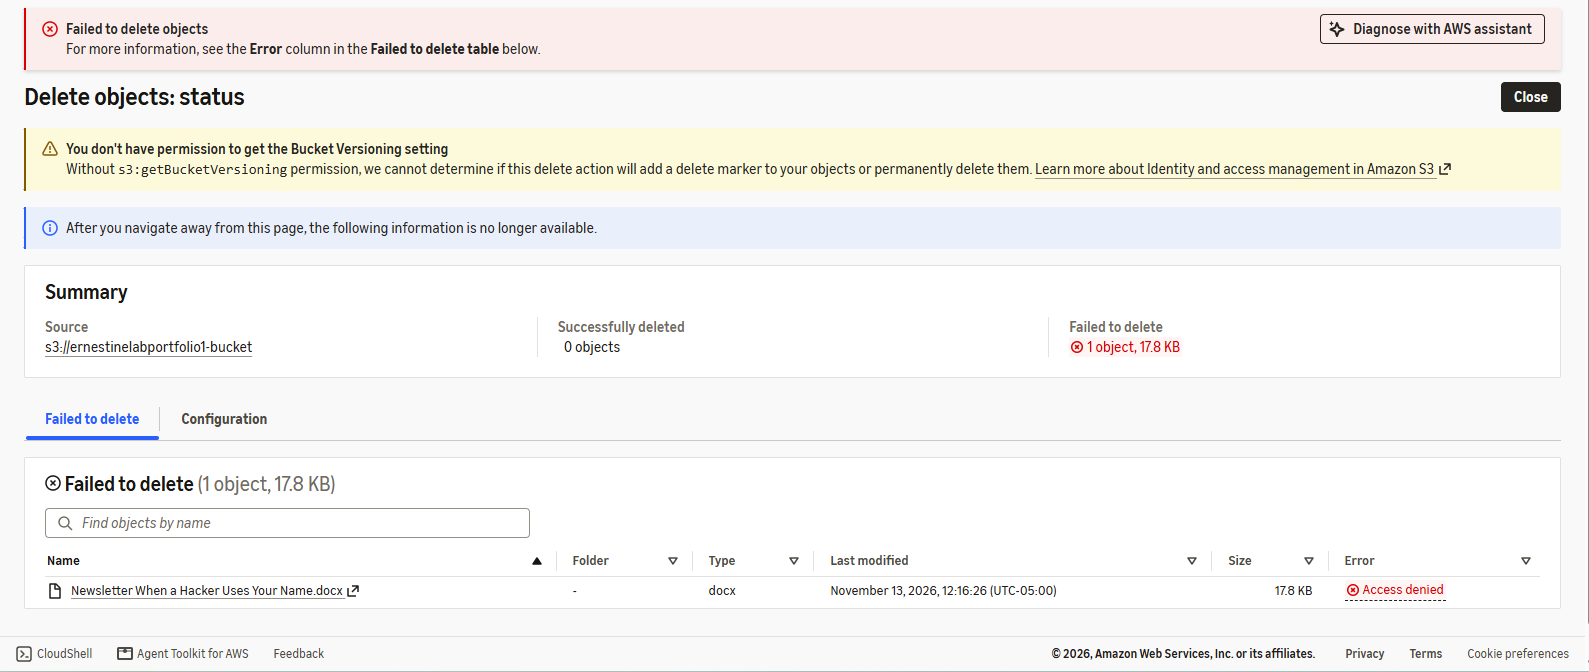 Failed to delete objects
For more information, see the Error column in the Failed to delete table below.
Diagnose with AWS assistant
Delete objects: status
Close
You don't have permission to get the Bucket Versioning setting
Without s3:getBucketVersioning permission, we cannot determine if this delete action will add a delete marker to your objects or permanently delete them. Learn more about Identity and access management in Amazon S3
After you navigate away from this page, the following information is no longer available.
Summary
Source
s3://ernestinelabportfolio1-bucket
Successfully deleted
0 objects
Failed to delete
1 object, 17.8 KB
Failed to delete
Configuration
Failed to delete (1 object, 17.8 KB)
Find objects by name
Name Folder Type Last modified Size Error
Newsletter When a Hacker Uses Your Name.docx - docx November 13, 2026, 12:16:26 (UTC-05:00) 17.8 KB Access denied
CloudShell Agent Toolkit for AWS Feedback © 2026, Amazon Web Services, Inc. or its affiliates. Privacy Terms Cookie preferences